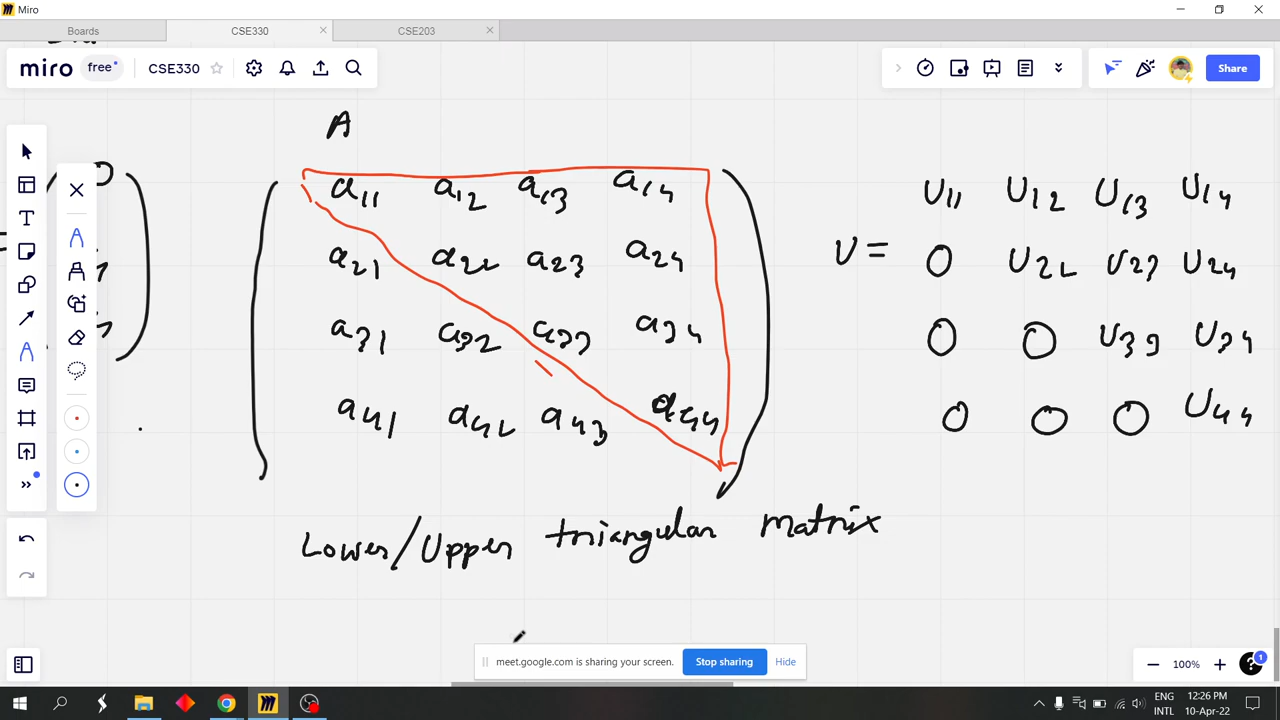 Miro
Boards
CSE330
CSE203
miro
free
CSE330
Share
A
a11 a12 a13 a14
a21 a22 a23 a24
a31 a32 a33 a34
a41 a42 a43 a44
U =
U11 U12 U13 U14
0 U22 U23 U24
0 0 U33 U34
0 0 0 U44
Lower/Upper triangular matrix
meet.google.com is sharing your screen.
Stop sharing
Hide
100%
1
ENG
INTL
12:26 PM
10-Apr-22